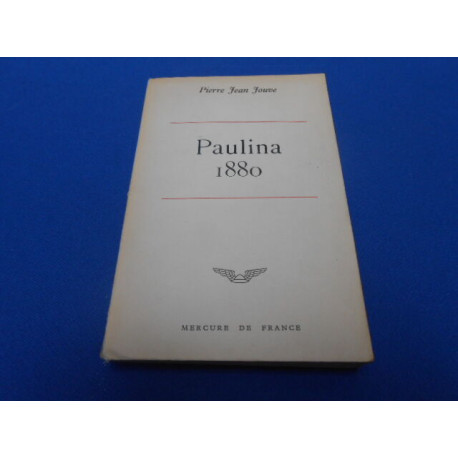 Pierre Jean Jouve
Paulina
1880
MERCURE DE FRANCE